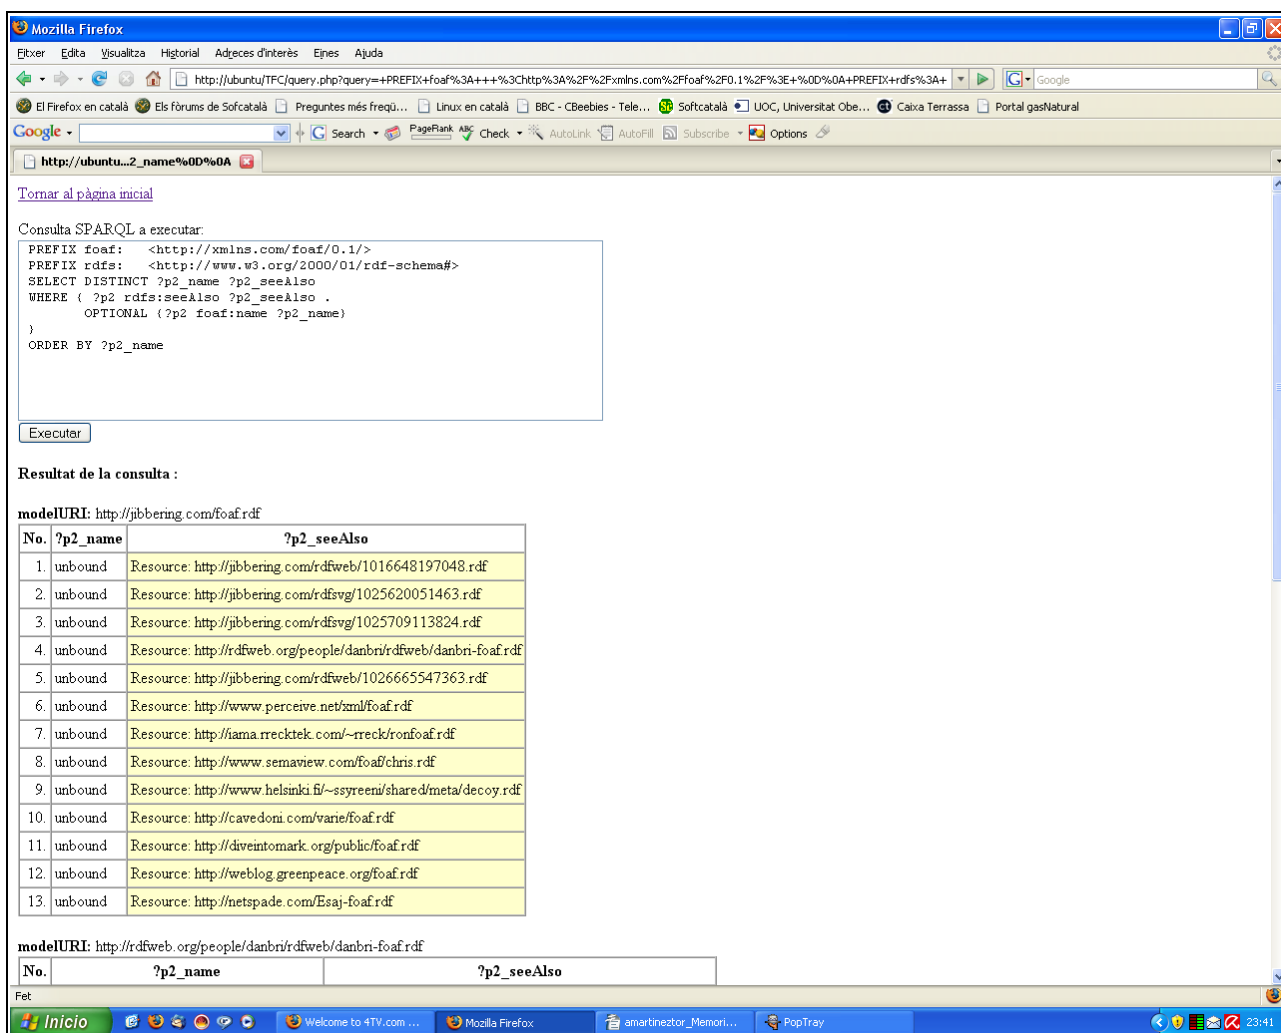 Mozilla Firefox
Fitxer Edita Visualitza Historial Adreces d'interès Eines Ajuda
http://ubuntu/TFC/query.php?query=+PREFIX+foaf%3A+++%3Chttp%3A%2F%2Fxmlns.com%2Ffoaf%2F0.1%2F%3E+%0D%0A+PREFIX+rdfs%3A+ Google
El Firefox en català Els fòrums de Sofcatalà Preguntes més freqü... Linux en català BBC - CBeebies - Tele... Softcatalà UOC, Universitat Obe... Caixa Terrassa Portal gasNatural
Google Search PageRank Check AutoLink AutoFill Subscribe Options
http://ubuntu...2_name%0D%0A
Tornar al pàgina inicial
Consulta SPARQL a executar:
PREFIX foaf: <http://xmlns.com/foaf/0.1/>
PREFIX rdfs: <http://www.w3.org/2000/01/rdf-schema#>
SELECT DISTINCT ?p2_name ?p2_seeAlso
WHERE { ?p2 rdfs:seeAlso ?p2_seeAlso .
OPTIONAL {?p2 foaf:name ?p2_name}
}
ORDER BY ?p2_name
Executar
Resultat de la consulta :
modelURI: http://jibbering.com/foaf.rdf
No. ?p2_name ?p2_seeAlso
1. unbound Resource: http://jibbering.com/rdfweb/1016648197048.rdf
2. unbound Resource: http://jibbering.com/rdfsvg/1025620051463.rdf
3. unbound Resource: http://jibbering.com/rdfsvg/1025709113824.rdf
4. unbound Resource: http://rdfweb.org/people/danbri/rdfweb/danbri-foaf.rdf
5. unbound Resource: http://jibbering.com/rdfweb/1026665547363.rdf
6. unbound Resource: http://www.perceive.net/xml/foaf.rdf
7. unbound Resource: http://iama.rrecktek.com/~rreck/ronfoaf.rdf
8. unbound Resource: http://www.semaview.com/foaf/chris.rdf
9. unbound Resource: http://www.helsinki.fi/~ssyreeni/shared/meta/decoy.rdf
10. unbound Resource: http://cavedoni.com/varie/foaf.rdf
11. unbound Resource: http://diveintomark.org/public/foaf.rdf
12. unbound Resource: http://weblog.greenpeace.org/foaf.rdf
13. unbound Resource: http://netspade.com/Esaj-foaf.rdf
modelURI: http://rdfweb.org/people/danbri/rdfweb/danbri-foaf.rdf
No. ?p2_name ?p2_seeAlso
Fet
Inicio Welcome to 4TV.com ... Mozilla Firefox amartineztor_Memori... PopTray 23:41